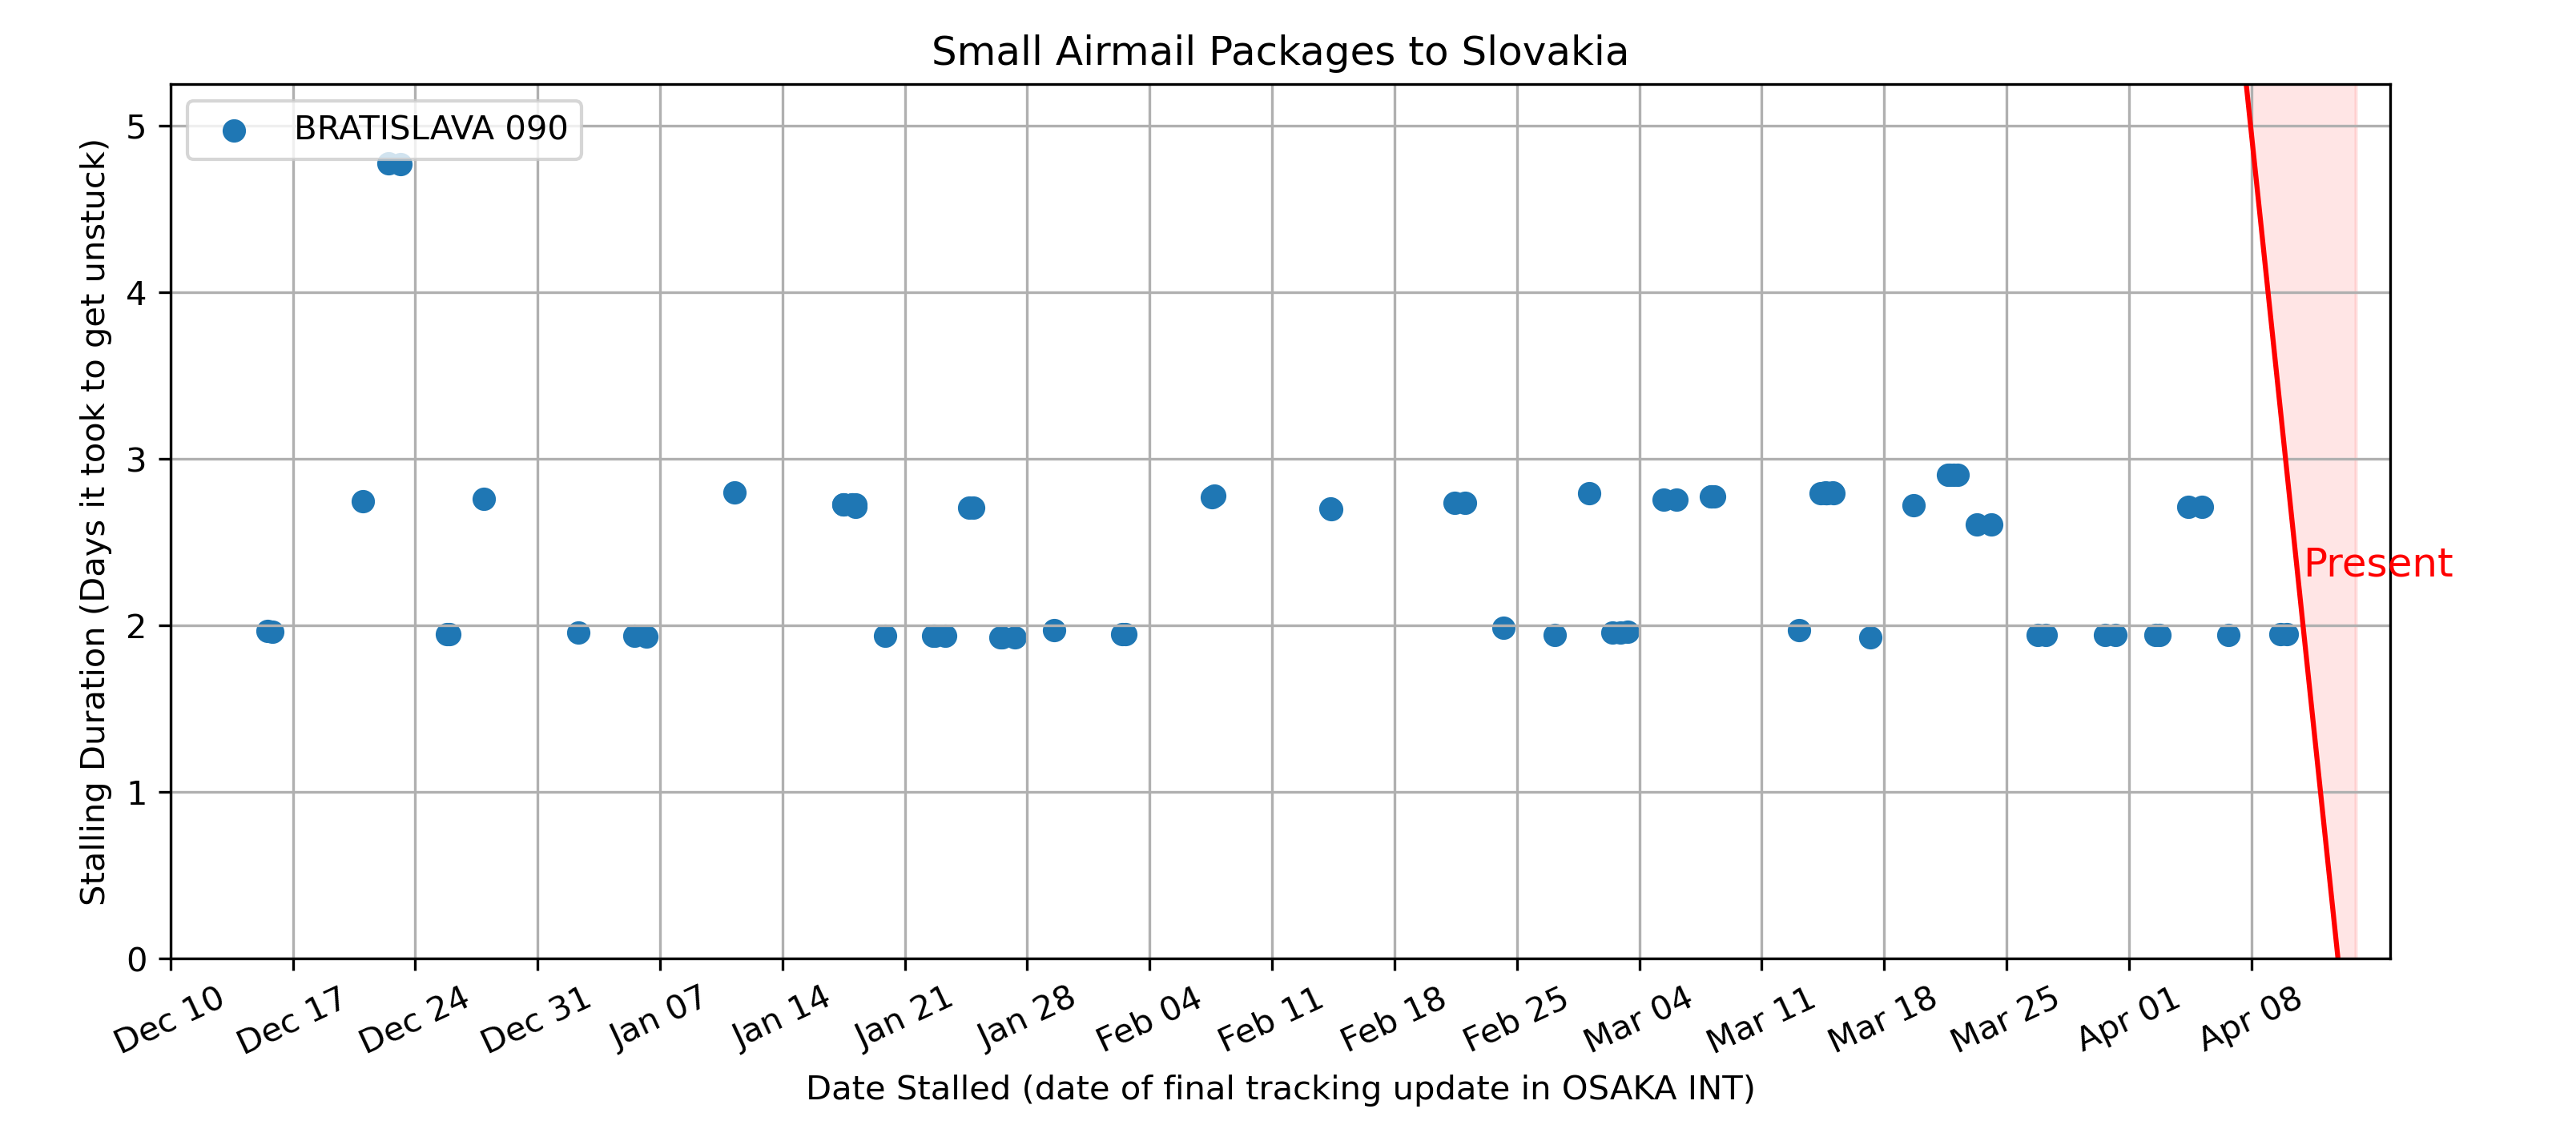 Small Airmail Packages to Slovakia
BRATISLAVA 090
Stalling Duration (Days it took to get unstuck)
5
4
3
2
1
0
Present
Dec 10
Dec 17
Dec 24
Dec 31
Jan 07
Jan 14
Jan 21
Jan 28
Feb 04
Feb 11
Feb 18
Feb 25
Mar 04
Mar 11
Mar 18
Mar 25
Apr 01
Apr 08
Date Stalled (date of final tracking update in OSAKA INT)